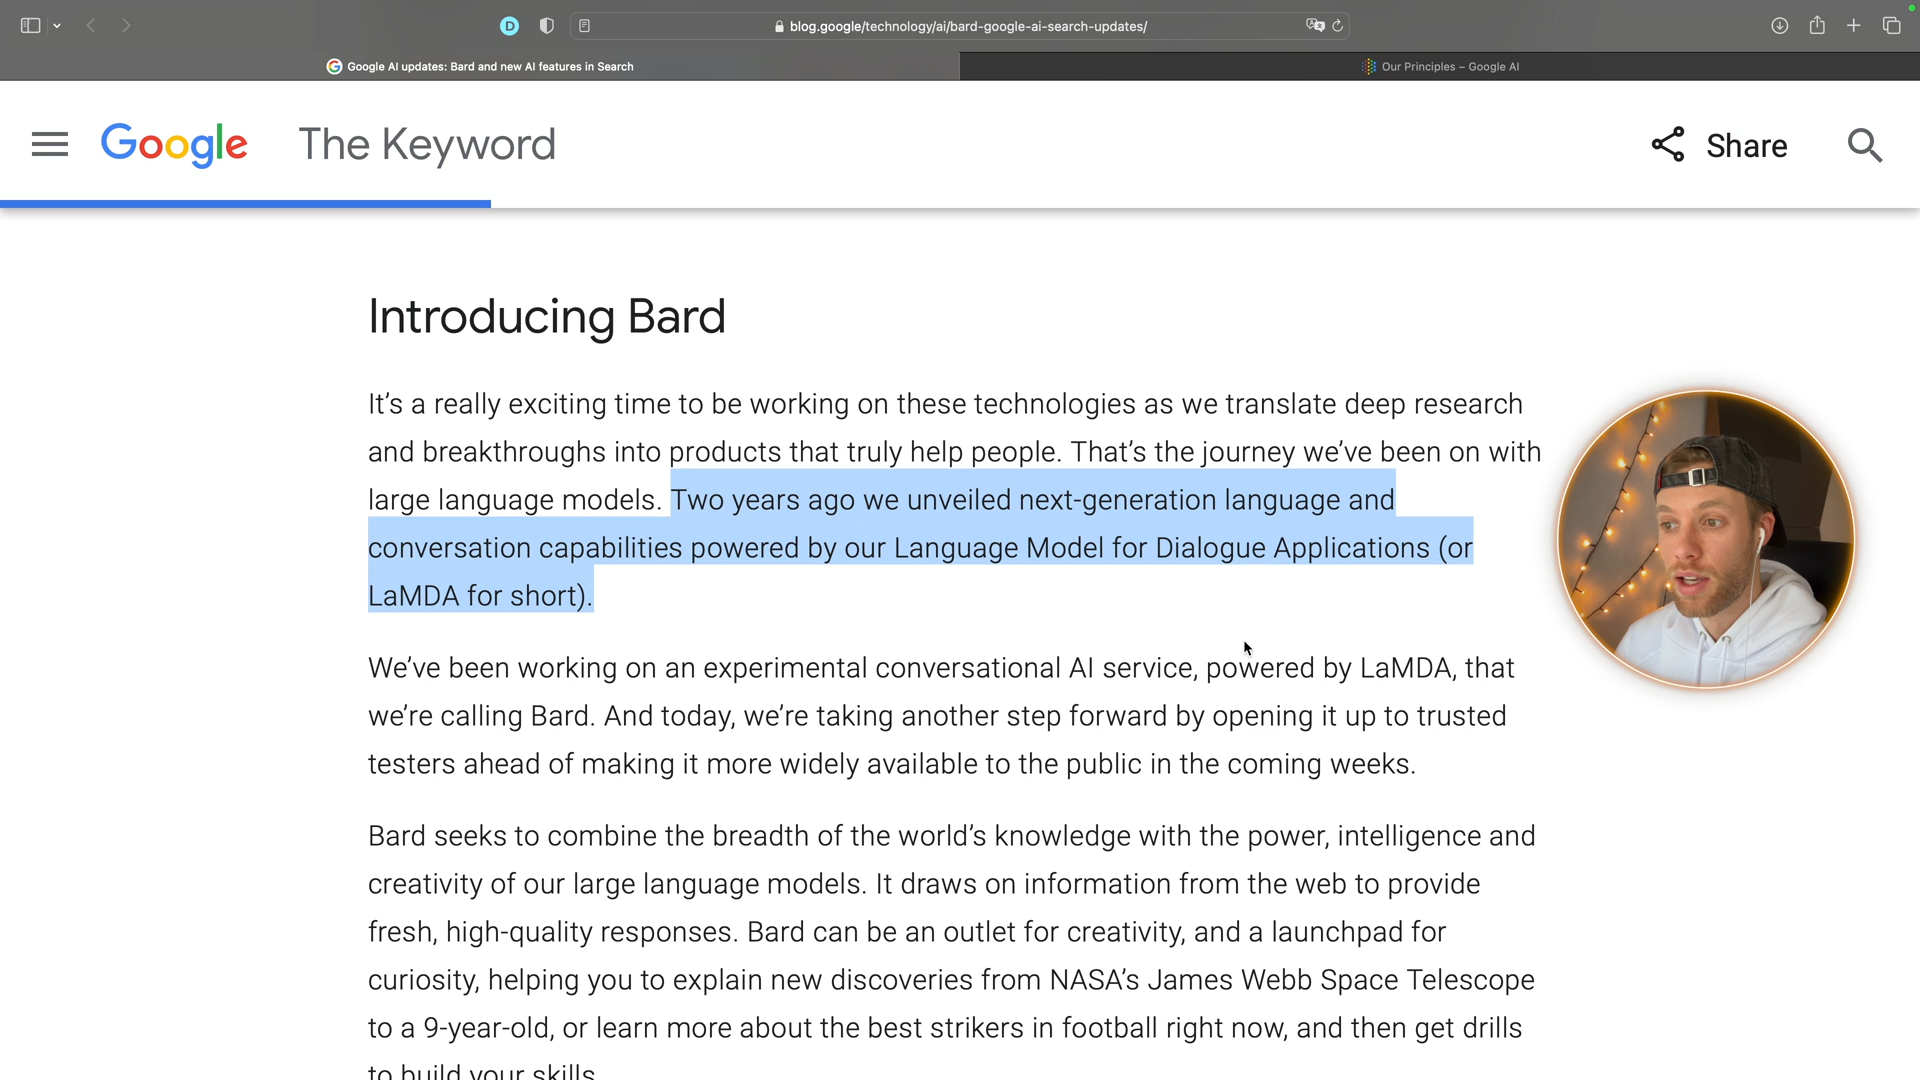 D
blog.google/technology/ai/bard-google-ai-search-updates/
Google AI updates: Bard and new AI features in Search
Our Principles – Google AI
Google The Keyword
Share
Introducing Bard
It’s a really exciting time to be working on these technologies as we translate deep research
and breakthroughs into products that truly help people. That’s the journey we’ve been on with
large language models. Two years ago we unveiled next-generation language and
conversation capabilities powered by our Language Model for Dialogue Applications (or
LaMDA for short).
We’ve been working on an experimental conversational AI service, powered by LaMDA, that
we’re calling Bard. And today, we’re taking another step forward by opening it up to trusted
testers ahead of making it more widely available to the public in the coming weeks.
Bard seeks to combine the breadth of the world’s knowledge with the power, intelligence and
creativity of our large language models. It draws on information from the web to provide
fresh, high-quality responses. Bard can be an outlet for creativity, and a launchpad for
curiosity, helping you to explain new discoveries from NASA’s James Webb Space Telescope
to a 9-year-old, or learn more about the best strikers in football right now, and then get drills
to build your skills.